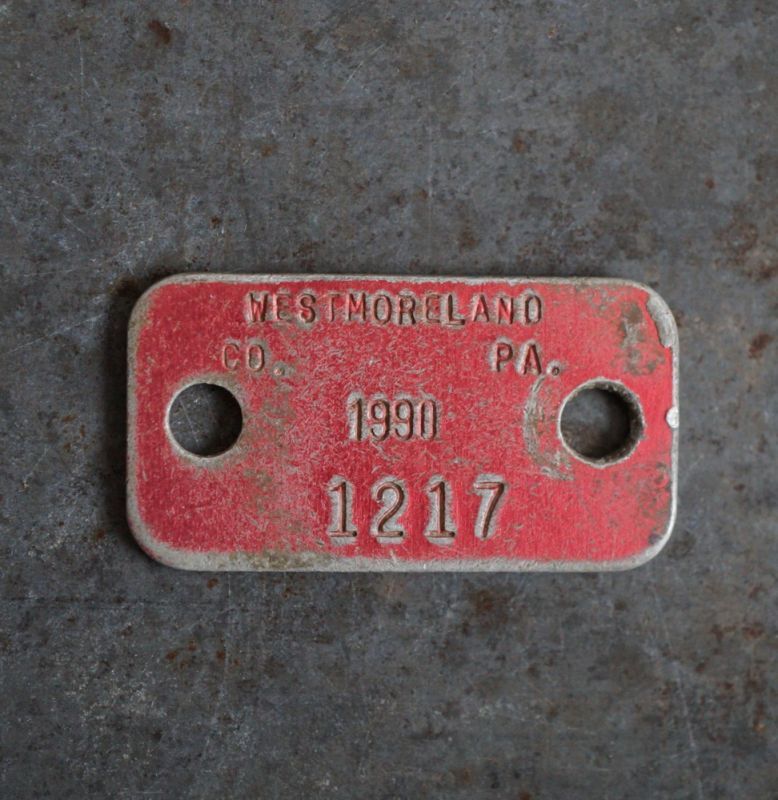 WESTMORELAND
CO. PA.
1990
1217